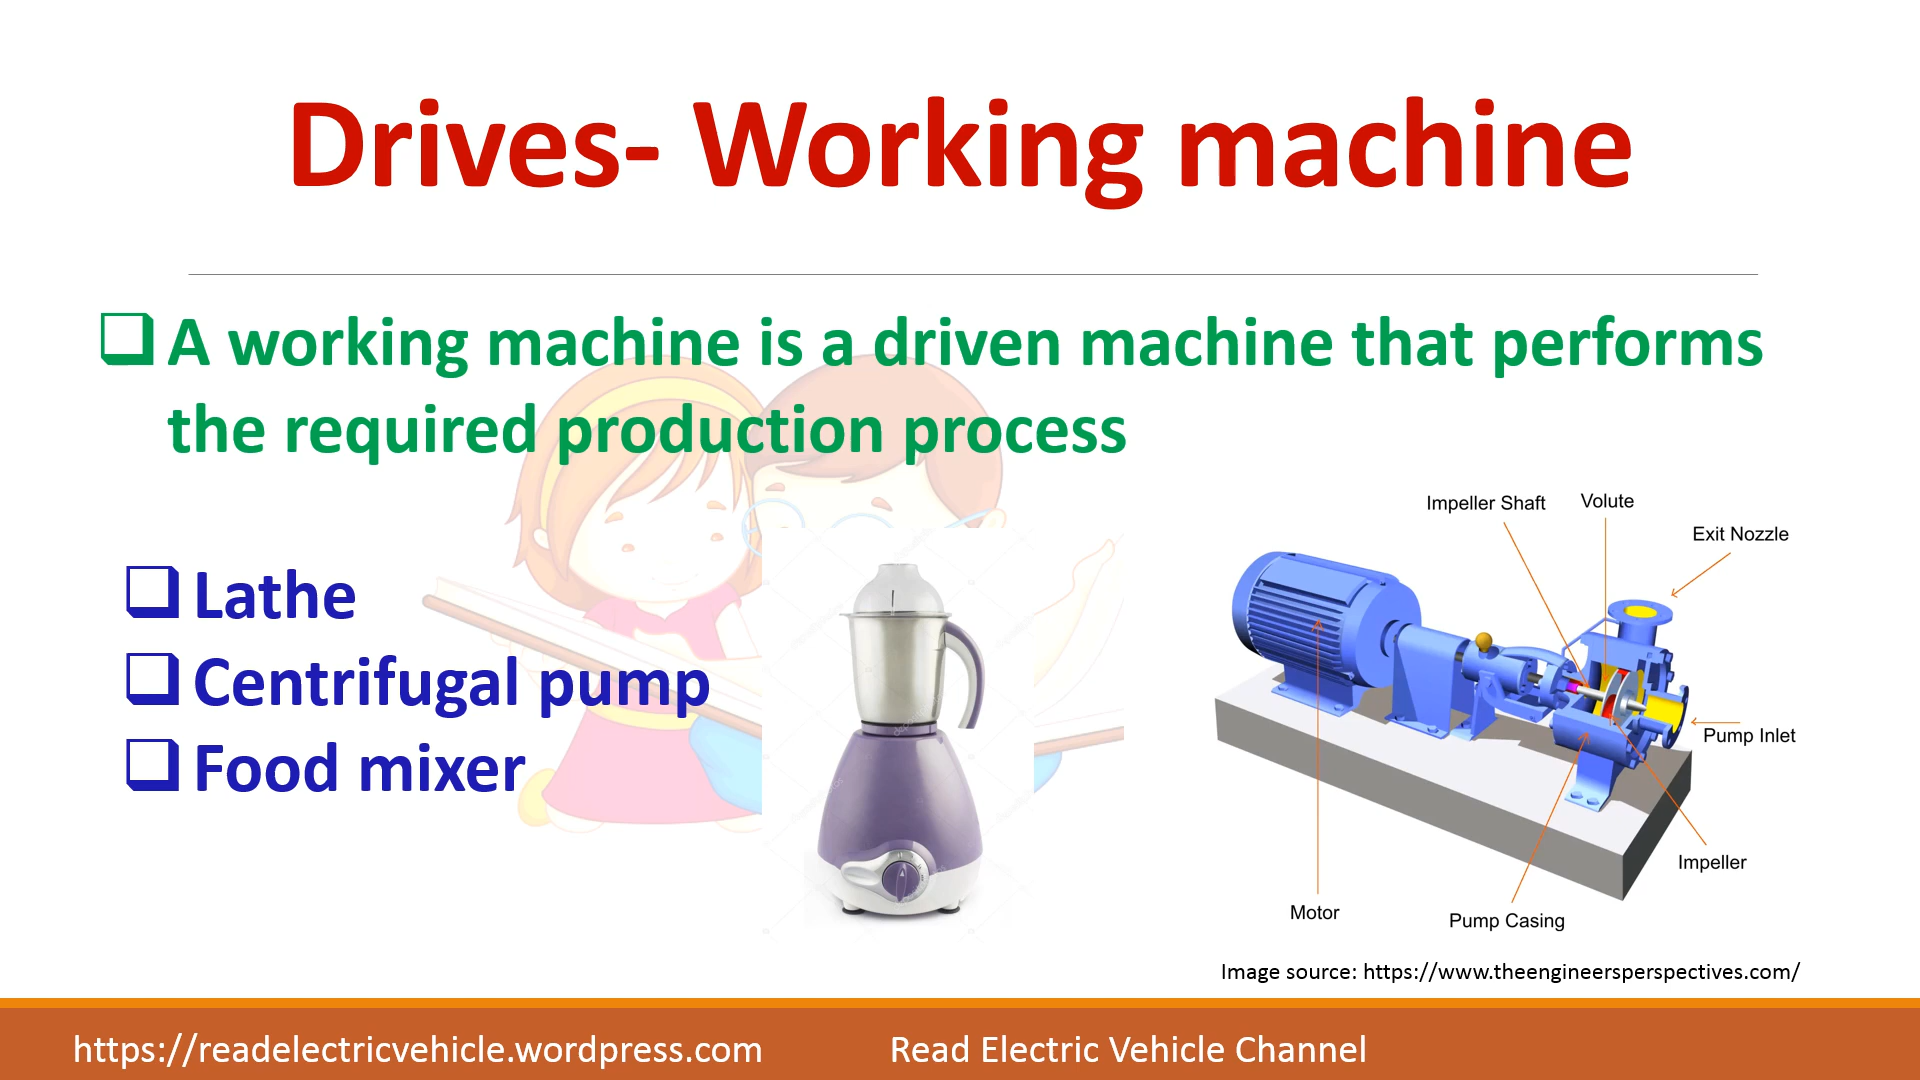 Drives- Working machine
A working machine is a driven machine that performs
the required production process
Lathe
Centrifugal pump
Food mixer
Impeller Shaft
Volute
Exit Nozzle
Pump Inlet
Impeller
Motor
Pump Casing
Image source: https://www.theengineersperspectives.com/
https://readelectricvehicle.wordpress.com
Read Electric Vehicle Channel